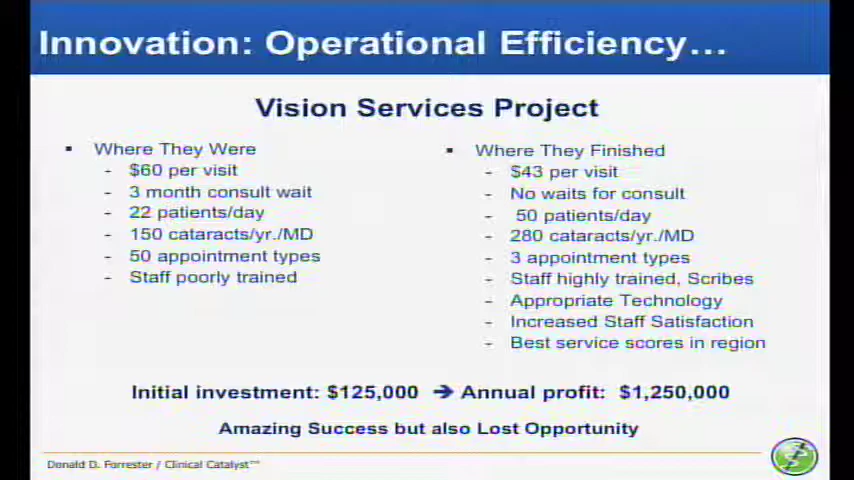 Innovation: Operational Efficiency…
Vision Services Project
▪ Where They Were
- $60 per visit
- 3 month consult wait
- 22 patients/day
- 150 cataracts/yr./MD
- 50 appointment types
- Staff poorly trained
▪ Where They Finished
- $43 per visit
- No waits for consult
- 50 patients/day
- 280 cataracts/yr./MD
- 3 appointment types
- Staff highly trained, Scribes
- Appropriate Technology
- Increased Staff Satisfaction
- Best service scores in region
Initial investment: $125,000 ➔ Annual profit: $1,250,000
Amazing Success but also Lost Opportunity
Donald D. Forrester / Clinical Catalyst™